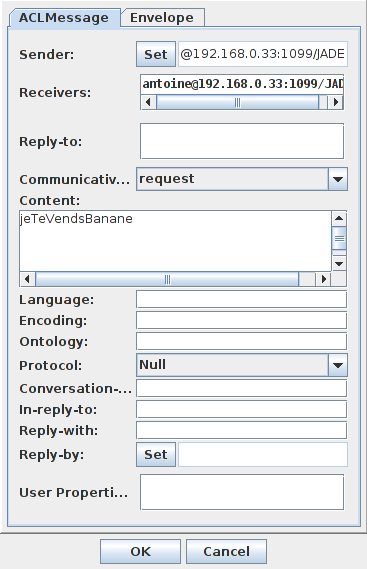 ACLMessage Envelope
Sender: Set @192.168.0.33:1099/JADE
Receivers: antoine@192.168.0.33:1099/JAD
Reply-to:
Communicativ... request
Content:
jeTeVendsBanane
Language:
Encoding:
Ontology:
Protocol: Null
Conversation-...
In-reply-to:
Reply-with:
Reply-by: Set
User Properti...
OK Cancel